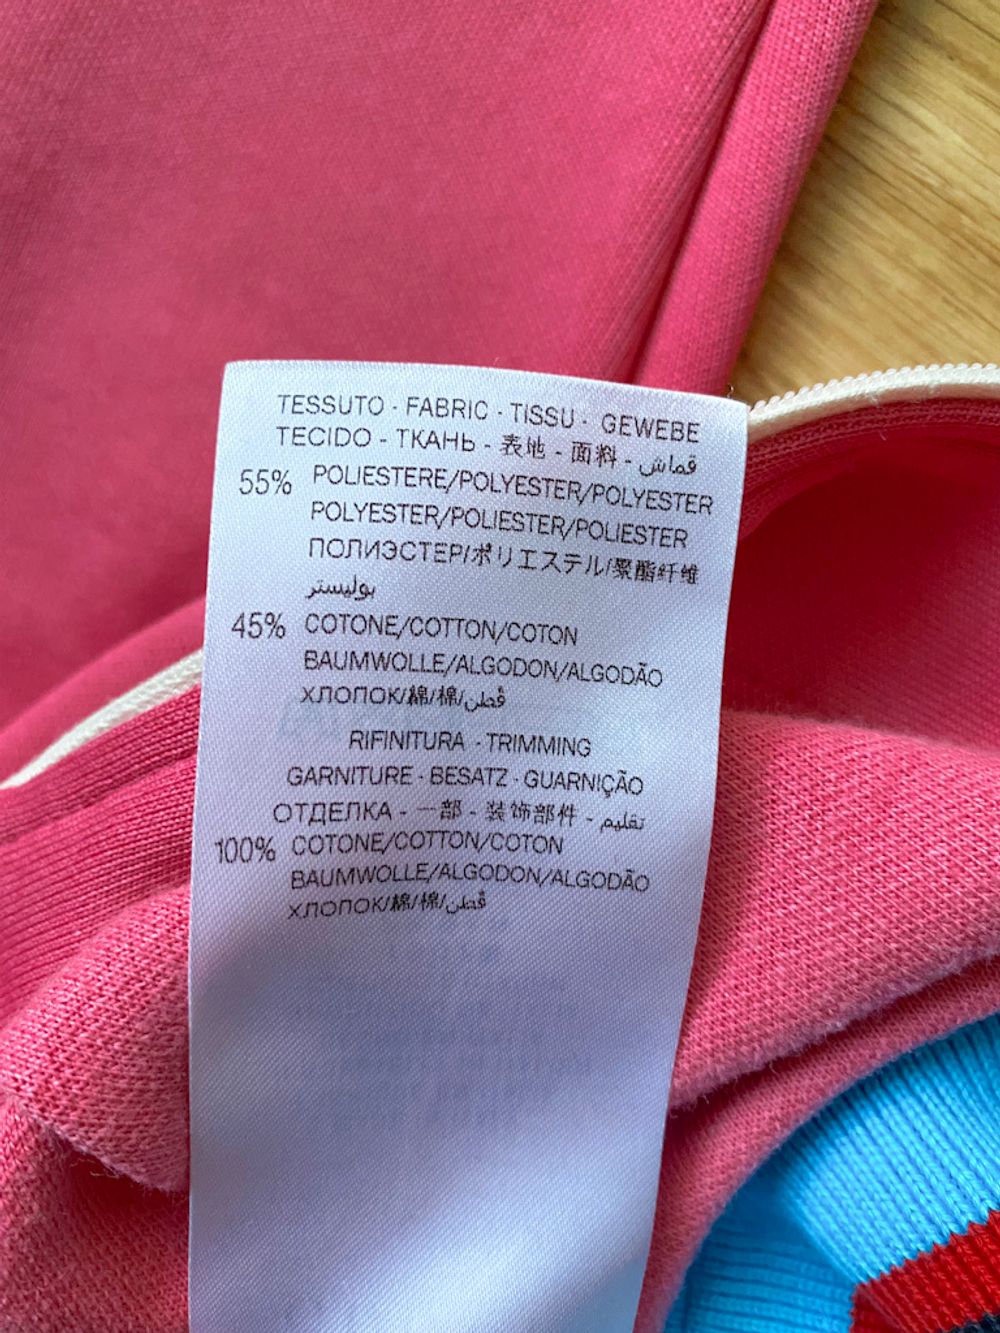 TESSUTO - FABRIC - TISSU - GEWEBE
TECIDO - ТКАНЬ - 表地 - 面料 - قماش
55% POLIESTERE/POLYESTER/POLYESTER
POLYESTER/POLIESTER/POLIESTER
ПОЛИЭСТЕР/ポリエステル/聚酯纤维
بوليستر
45% COTONE/COTTON/COTON
BAUMWOLLE/ALGODON/ALGODÃO
ХЛОПОК/綿/棉/قطن
RIFINITURA - TRIMMING
GARNITURE - BESATZ - GUARNIÇÃO
ОТДЕЛКА - 一部 - 装饰部件 - تقليم
100% COTONE/COTTON/COTON
BAUMWOLLE/ALGODON/ALGODÃO
ХЛОПОК/綿/棉/قطن